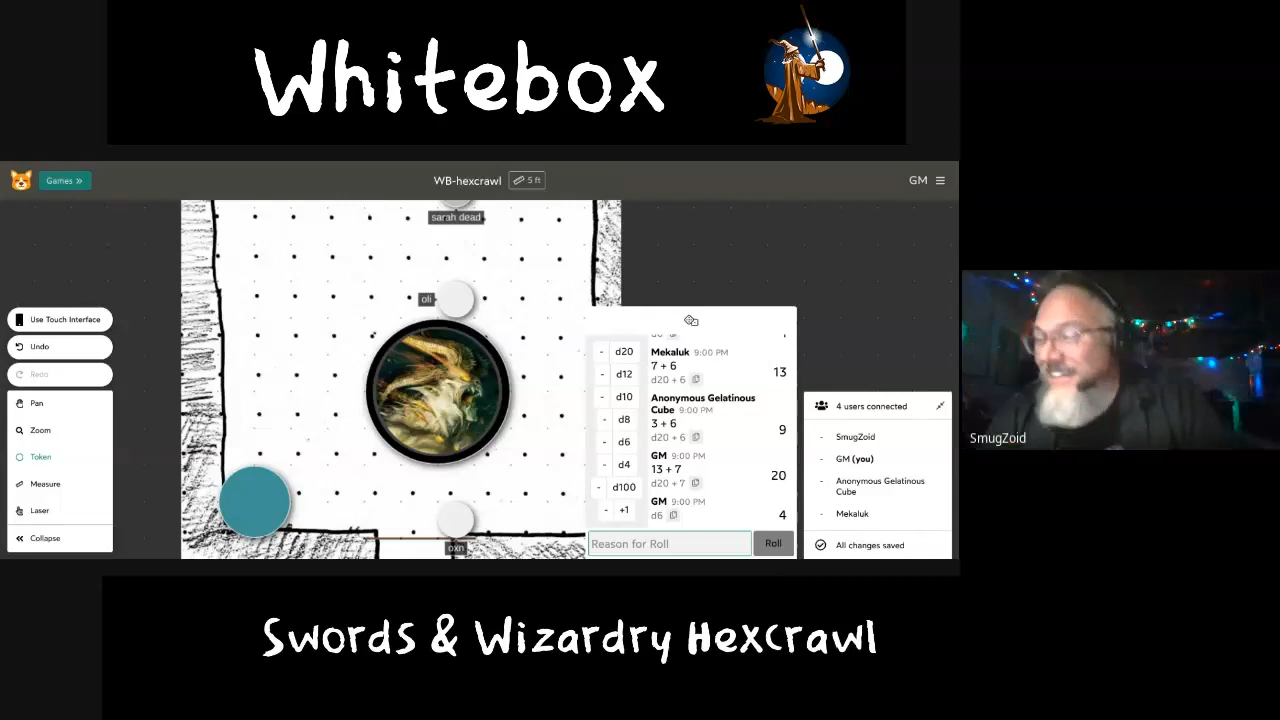 Whitebox
Games »
WB-hexcrawl
5 ft
GM
sarah dead
oli
oxn
Use Touch Interface
Undo
Redo
Pan
Zoom
Token
Measure
Laser
Collapse
- d20
- d12
- d10
- d8
- d6
- d4
- d100
- +1
Mekaluk 9:00 PM
7 + 6
13
d20 + 6
Anonymous Gelatinous
Cube 9:00 PM
3 + 6
9
d20 + 6
GM 9:00 PM
13 + 7
20
d20 + 7
GM 9:00 PM
d6
4
Reason for Roll
Roll
4 users connected
- SmugZoid
- GM (you)
- Anonymous Gelatinous
Cube
- Mekaluk
All changes saved
SmugZoid
Swords & Wizardry Hexcrawl